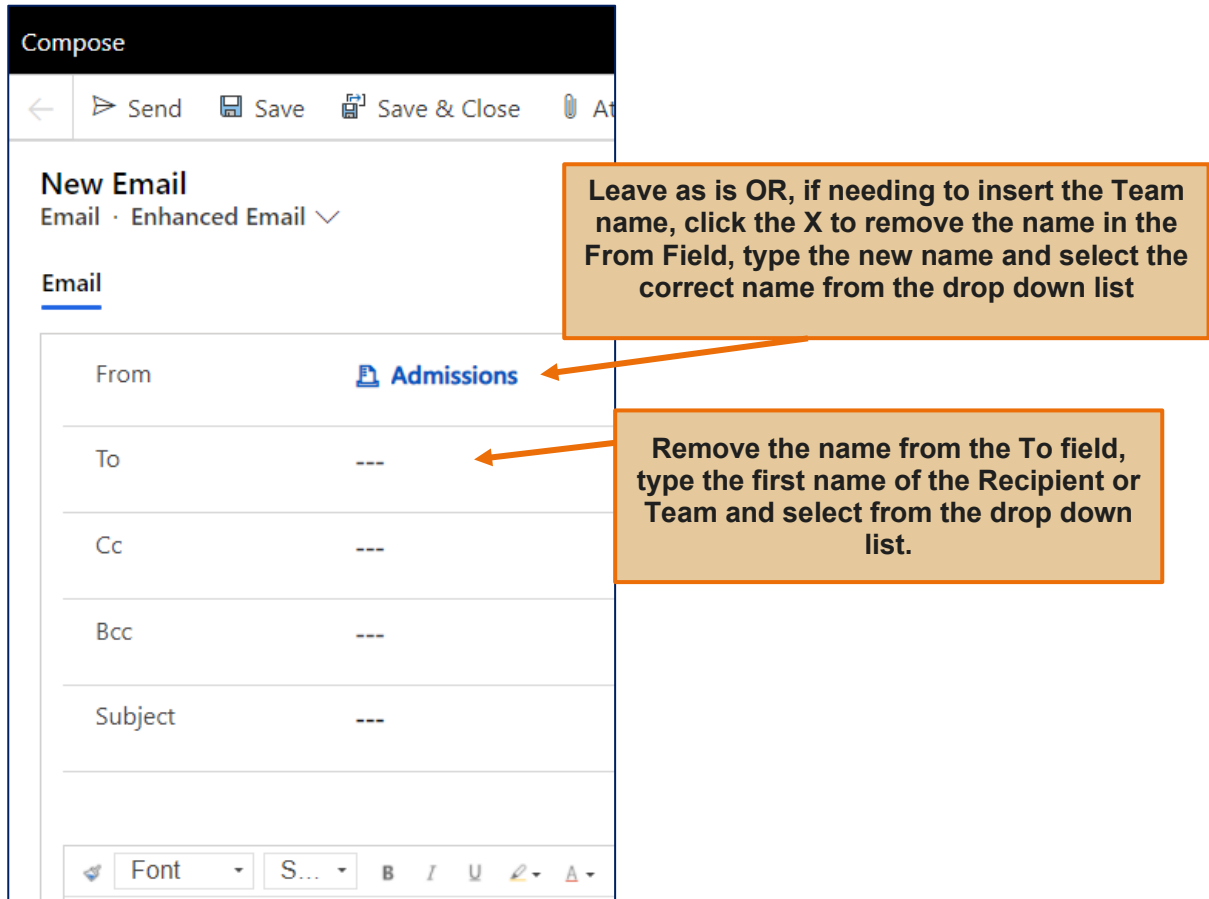 Compose
Send Save Save & Close At
New Email
Email · Enhanced Email
Leave as is OR, if needing to insert the Team
name, click the X to remove the name in the
From Field, type the new name and select the
correct name from the drop down list
Email
From Admissions
To ---
Remove the name from the To field,
type the first name of the Recipient or
Team and select from the drop down
list.
Cc ---
Bcc ---
Subject ---
Font S... B I U A